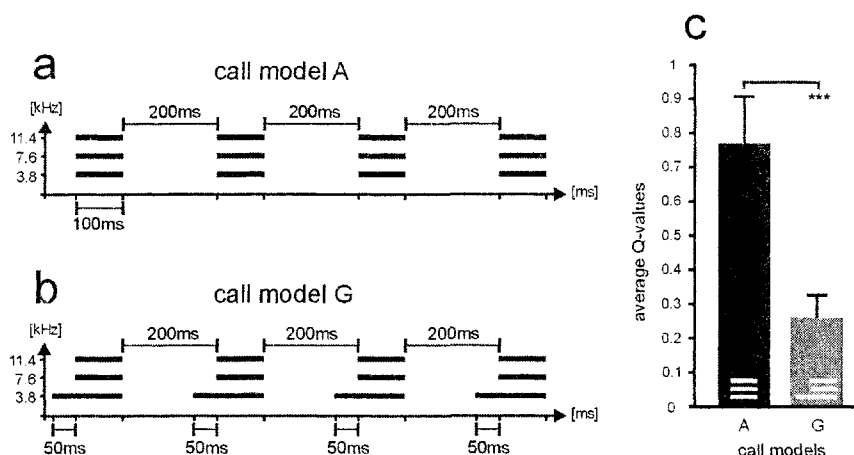 a
call model A
[kHz]
200ms 200ms 200ms
11.4
7.6
3.8
[ms]
100ms
b
call model G
[kHz]
200ms 200ms 200ms
11.4
7.6
3.8
[ms]
50ms 50ms 50ms 50ms
c
1
***
0.9
0.8
0.7
0.6
0.5
0.4
0.3
0.2
0.1
0
average Q-values
A G
call models